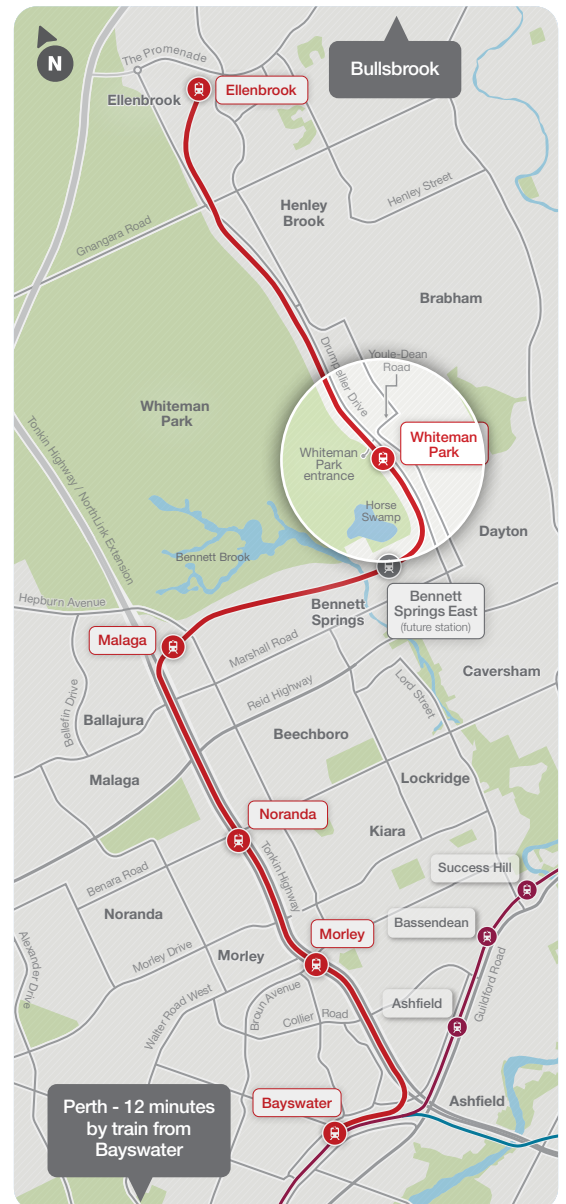 N
The Promenade
Bullsbrook
Ellenbrook
Ellenbrook
Henley
Brook
Henley Street
Gnangara Road
Brabham
Drumpellier Drive
Youle-Dean
Road
Whiteman
Park
Whiteman
Park
Whiteman
Park
entrance
Horse
Swamp
Tonkin Highway / NorthLink Extension
Dayton
Bennett Brook
Bennett
Springs East
(future station)
Hepburn Avenue
Bennett
Springs
Malaga
Marshall Road
Caversham
Lord Street
Reid Highway
Bellefin Drive
Ballajura
Beechboro
Malaga
Lockridge
Noranda
Kiara
Tonkin Highway
Success Hill
Benara Road
Noranda
Bassendean
Alexander Drive
Morley Drive
Morley
Morley
Guildford Road
Walter Road West
Broun Avenue
Collier Road
Ashfield
Bayswater
Ashfield
Perth - 12 minutes
by train from
Bayswater